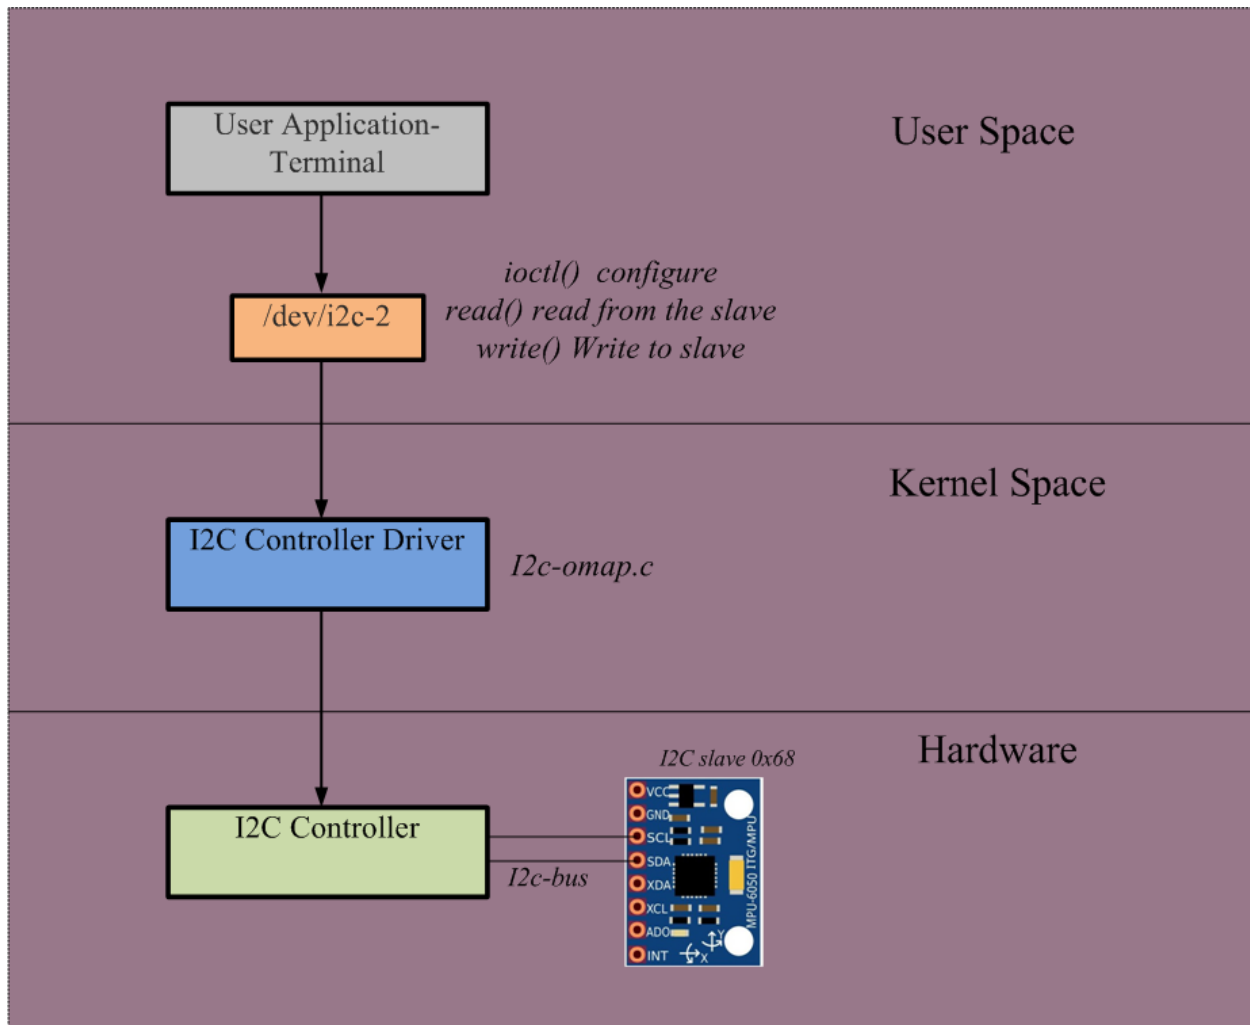 User Application-
Terminal
User Space
ioctl()  configure
read() read from the slave
write() Write to slave
/dev/i2c-2
Kernel Space
I2C Controller Driver
I2c-omap.c
Hardware
I2C slave 0x68
I2C Controller
I2c-bus
VCC
GND
SCL
SDA
XDA
XCL
ADO
INT
MPU-6050 ITG/MPU
Y
X